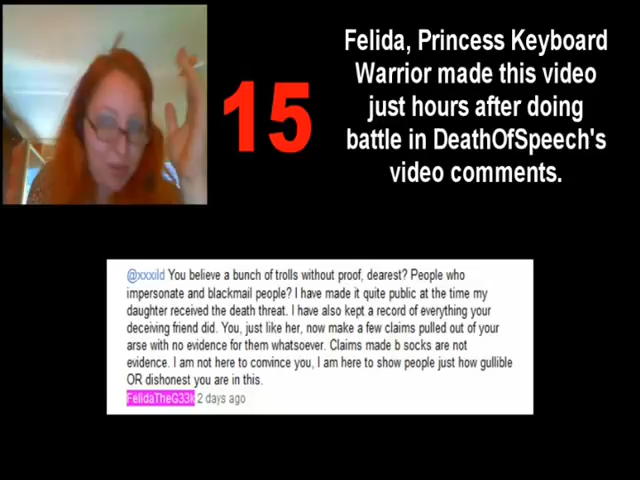 Felida, Princess Keyboard
Warrior made this video
just hours after doing
battle in DeathOfSpeech's
video comments.
15
@xxxild You believe a bunch of trolls without proof, dearest? People who
impersonate and blackmail people? I have made it quite public at the time my
daughter received the death threat. I have also kept a record of everything your
deceiving friend did. You, just like her, now make a few claims pulled out of your
arse with no evidence for them whatsoever. Claims made b socks are not
evidence. I am not here to convince you, I am here to show people just how gullible
OR dishonest you are in this.
FelidaTheG33k 2 days ago